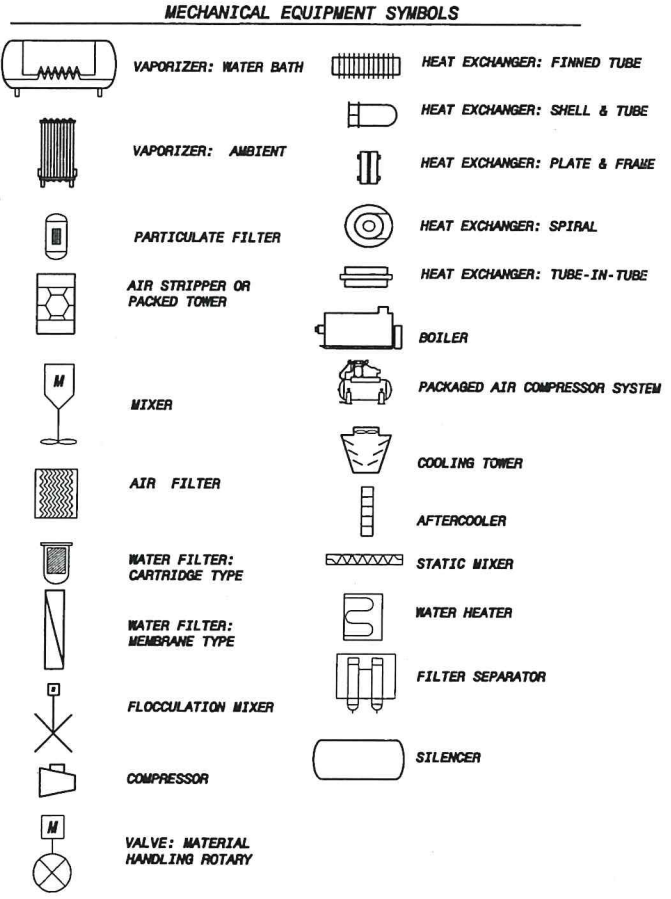 MECHANICAL EQUIPMENT SYMBOLS
VAPORIZER: WATER BATH
VAPORIZER: AMBIENT
PARTICULATE FILTER
AIR STRIPPER OR
PACKED TOWER
M
MIXER
AIR FILTER
WATER FILTER:
CARTRIDGE TYPE
WATER FILTER:
MEMBRANE TYPE
FLOCCULATION MIXER
COMPRESSOR
M
VALVE: MATERIAL
HANDLING ROTARY
HEAT EXCHANGER: FINNED TUBE
HEAT EXCHANGER: SHELL & TUBE
HEAT EXCHANGER: PLATE & FRAME
HEAT EXCHANGER: SPIRAL
HEAT EXCHANGER: TUBE-IN-TUBE
BOILER
PACKAGED AIR COMPRESSOR SYSTEM
COOLING TOWER
AFTERCOOLER
STATIC MIXER
WATER HEATER
FILTER SEPARATOR
SILENCER